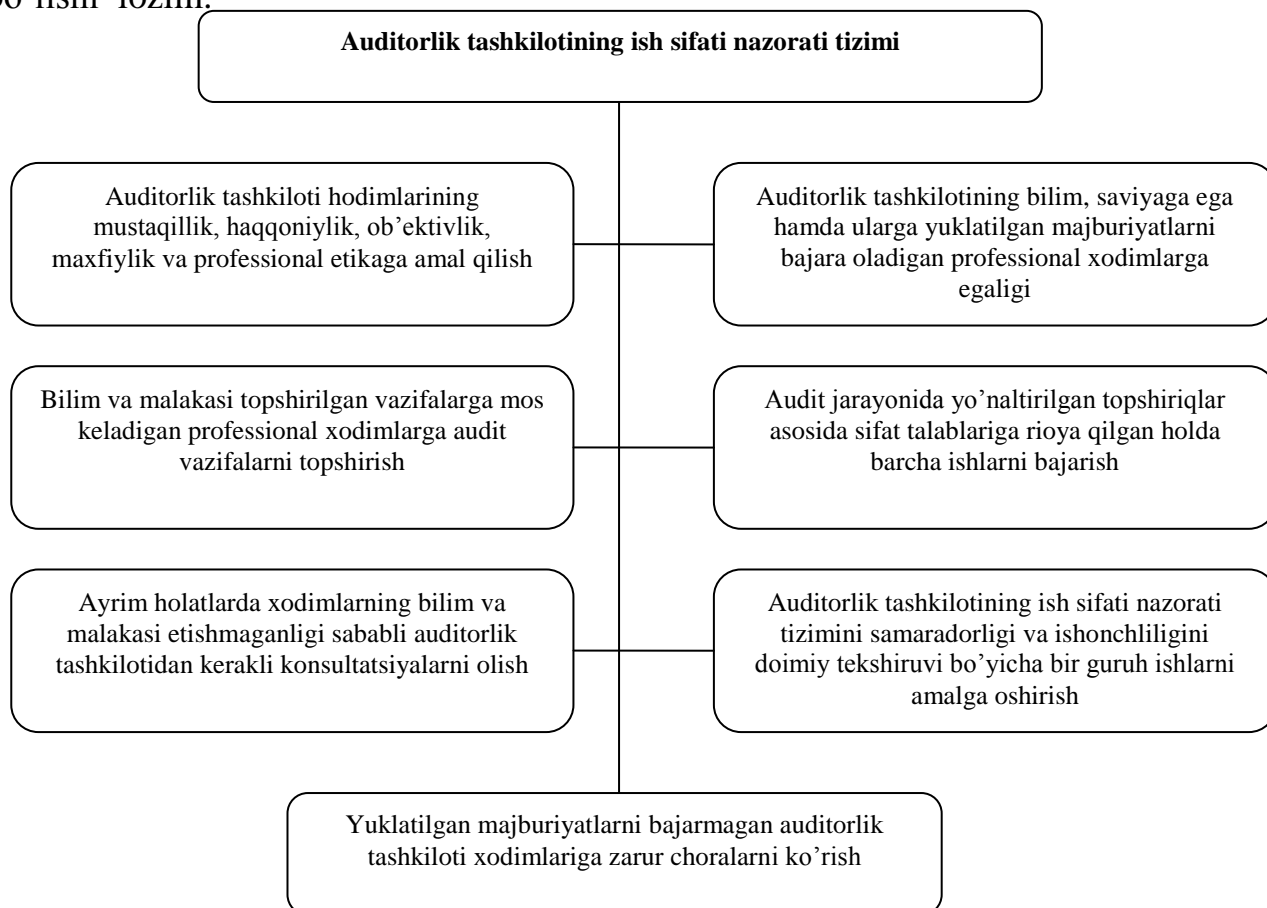 bo'lishi lozim.
Auditorlik tashkilotining ish sifati nazorati tizimi
Auditorlik tashkiloti hodimlarining
mustaqillik, haqqoniylik, ob’ektivlik,
maxfiylik va professional etikaga amal qilish
Auditorlik tashkilotining bilim, saviyaga ega
hamda ularga yuklatilgan majburiyatlarni
bajara oladigan professional xodimlarga
egaligi
Bilim va malakasi topshirilgan vazifalarga mos
keladigan professional xodimlarga audit
vazifalarni topshirish
Audit jarayonida yo’naltirilgan topshiriqlar
asosida sifat talablariga rioya qilgan holda
barcha ishlarni bajarish
Ayrim holatlarda xodimlarning bilim va
malakasi etishmaganligi sababli auditorlik
tashkilotidan kerakli konsultatsiyalarni olish
Auditorlik tashkilotining ish sifati nazorati
tizimini samaradorligi va ishonchliligini
doimiy tekshiruvi bo’yicha bir guruh ishlarni
amalga oshirish
Yuklatilgan majburiyatlarni bajarmagan auditorlik
tashkiloti xodimlariga zarur choralarni ko’rish